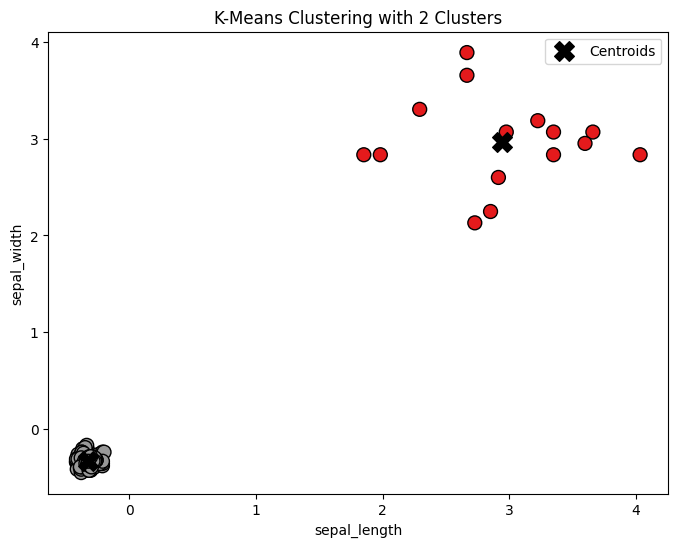 K-Means Clustering with 2 Clusters
Centroids
sepal_width
4
3
2
1
0
0 1 2 3 4
sepal_length